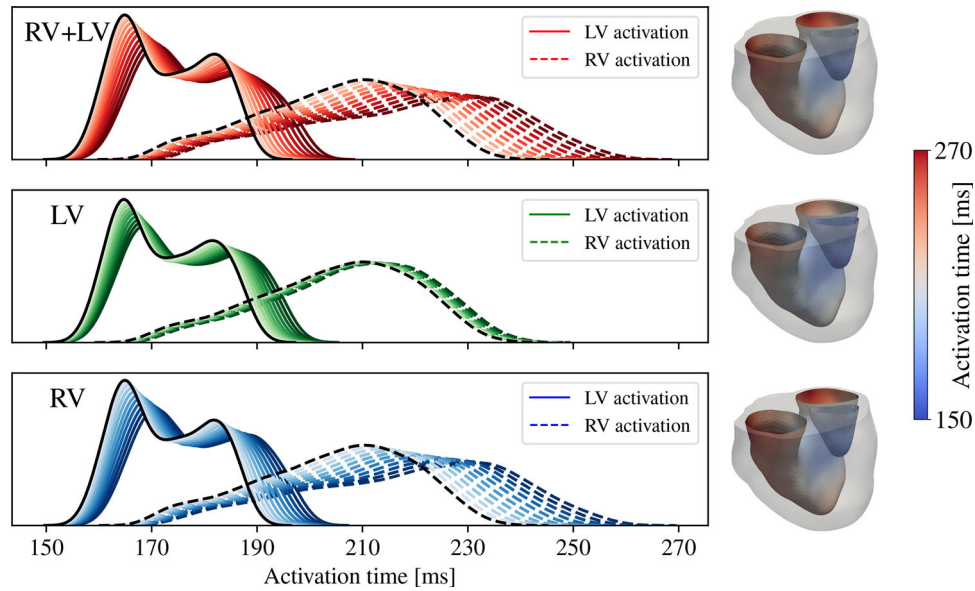 RV+LV
LV activation
RV activation
LV
LV activation
RV activation
RV
LV activation
RV activation
150 170 190 210 230 250 270
Activation time [ms]
270
Activation time [ms]
150